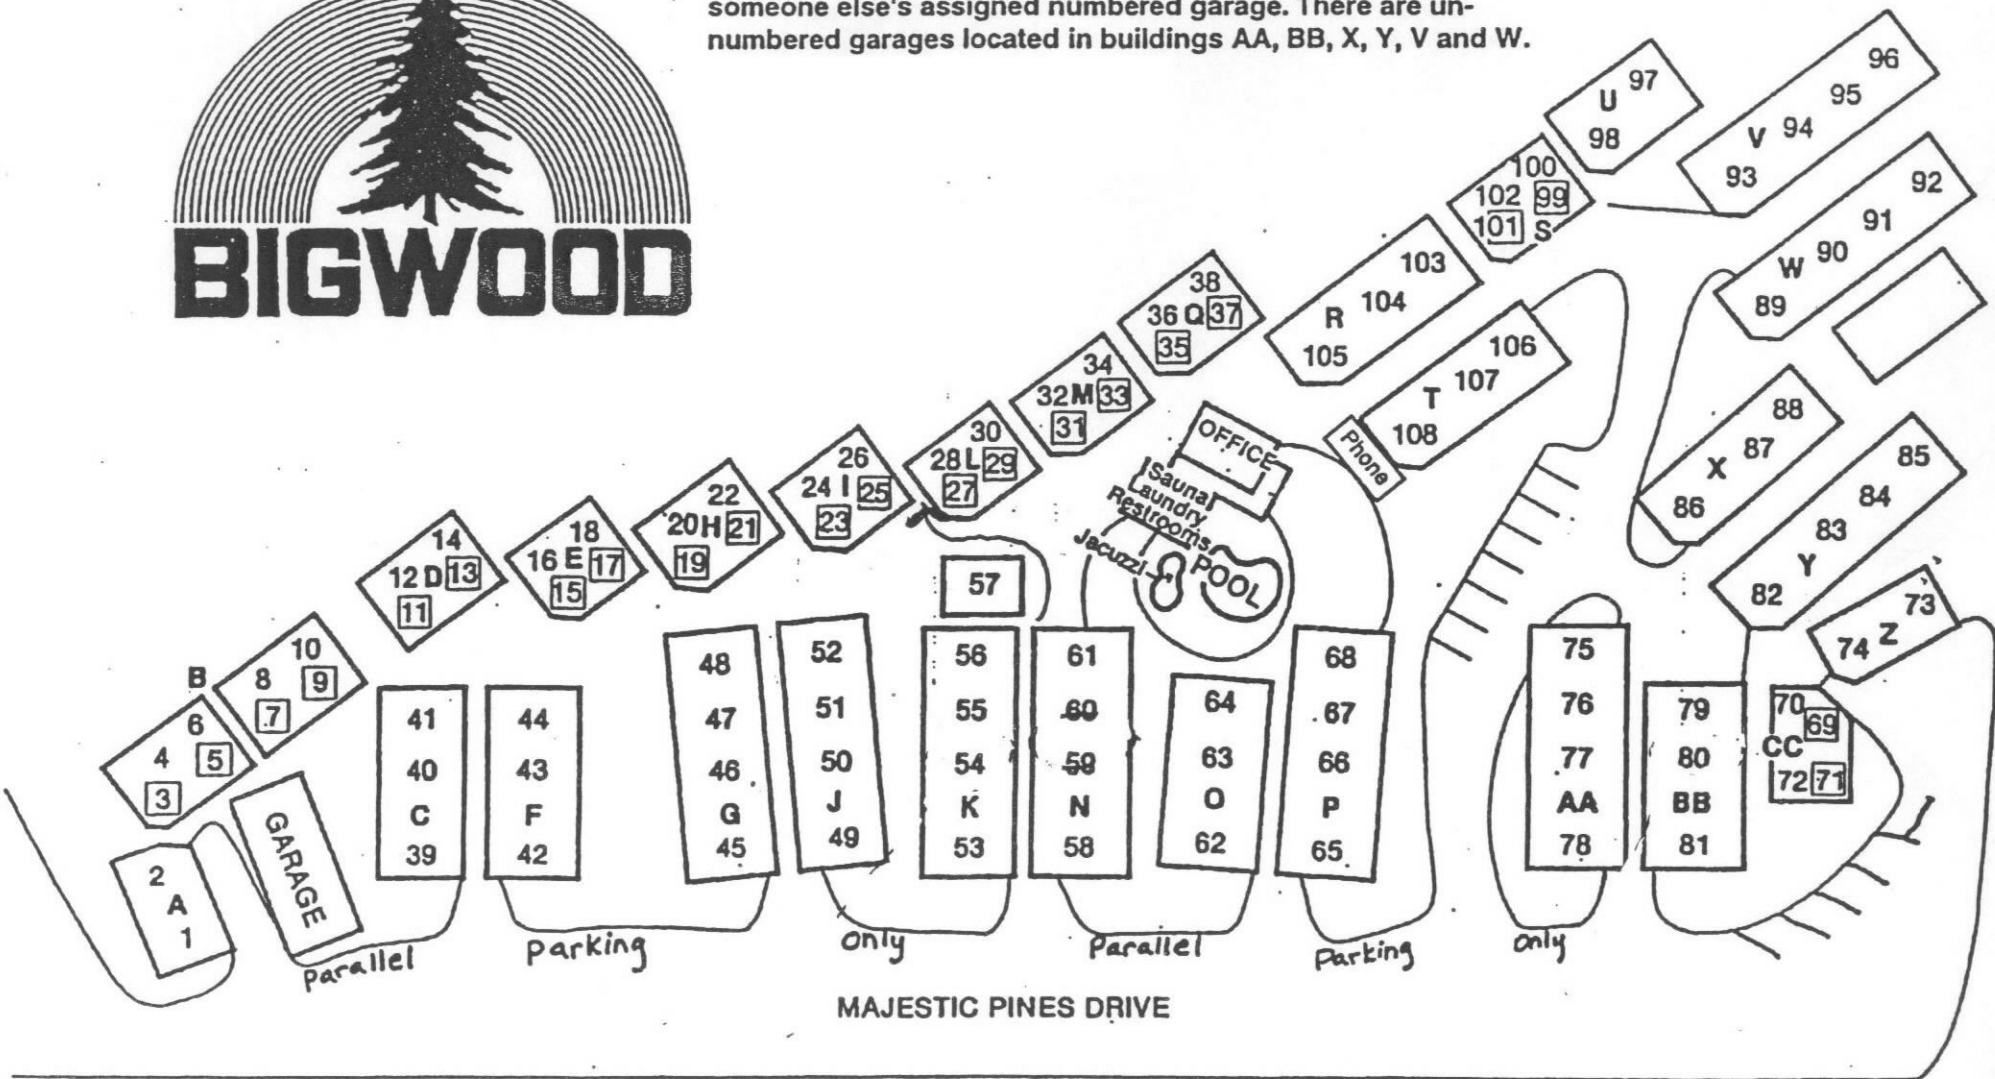 someone else's assigned numbered garage. There are un-
numbered garages located in buildings AA, BB, X, Y, V and W.
BIGWOOD
96
95
V 94
93
U 97
98
100
102 99
101 S
92
91
W 90
89
103
R 104
105
38
36 Q 37
35
106
T 107
108
Phone
34
32 M 33
31
30
28 L 29
27
26
24 I 25
23
22
20 H 21
19
18
16 E 17
15
14
12 D 13
11
B
10
8 9
7
6
4 5
3
2
A
1
GARAGE
OFFICE
Sauna
Laundry
Restrooms
Jacuzzi
POOL
88
X 87
86
85
84
83
Y
82
73
74 Z
41
40
C
39
44
43
F
42
48
47
46
G
45
52
51
50
J
49
57
56
55
54
K
53
61
60
59
N
58
64
63
O
62
68
67
66
P
65
75
76
77
AA
78
79
80
BB
81
70 69
CC
72 71
Parallel
Parking
Only
Parallel
Parking
Only
MAJESTIC PINES DRIVE